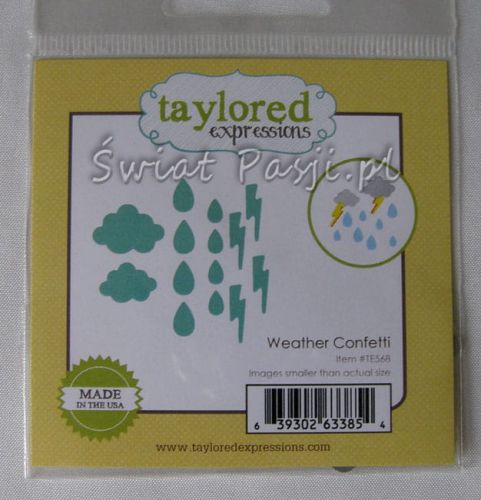 taylored
expressions
Świat Pasji.pl
Weather Confetti
Item #TE568
Images smaller than actual size
MADE
IN THE USA
6 39302 63385 4
www.tayloredexpressions.com